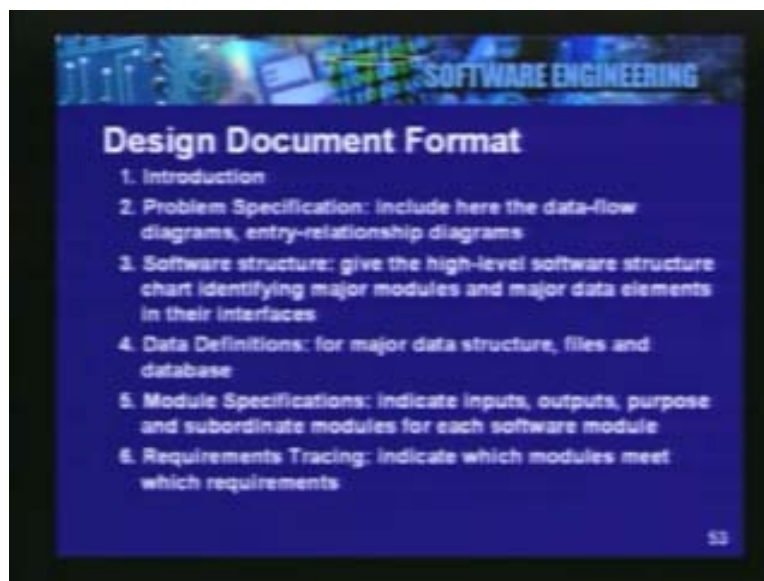 SOFTWARE ENGINEERING
Design Document Format
1. Introduction
2. Problem Specification: include here the data-flow
diagrams, entry-relationship diagrams
3. Software structure: give the high-level software structure
chart identifying major modules and major data elements
in their interfaces
4. Data Definitions: for major data structure, files and
database
5. Module Specifications: indicate inputs, outputs, purpose
and subordinate modules for each software module
6. Requirements Tracing: indicate which modules meet
which requirements
53